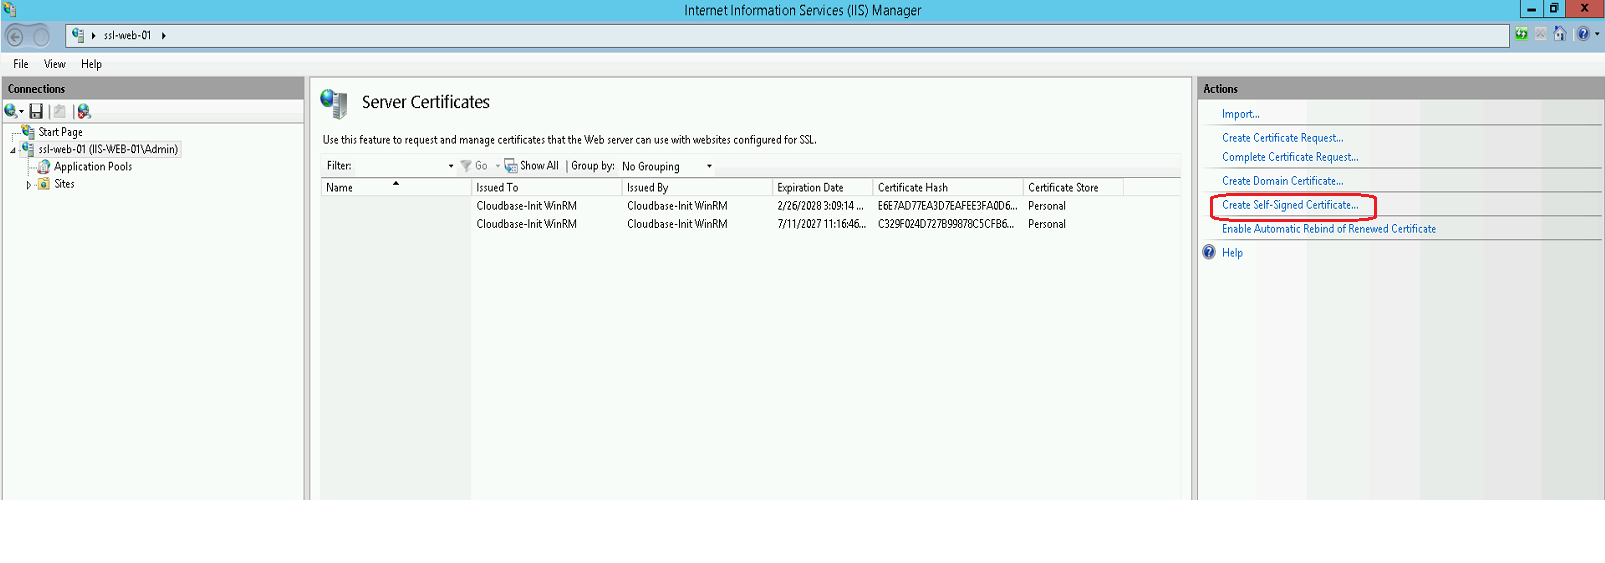 Internet Information Services (IIS) Manager
ssl-web-01
File View Help
Connections
Start Page
ssl-web-01 (IIS-WEB-01\Admin)
Application Pools
Sites
Server Certificates
Use this feature to request and manage certificates that the Web server can use with websites configured for SSL.
Filter: Go Show All Group by: No Grouping
Name Issued To Issued By Expiration Date Certificate Hash Certificate Store
Cloudbase-Init WinRM Cloudbase-Init WinRM 2/26/2028 3:09:14 ... E6E7AD77EA3D7EAFEE3FA0D6... Personal
Cloudbase-Init WinRM Cloudbase-Init WinRM 7/11/2027 11:16:46... C329F024D727B99878C5CFB6... Personal
Actions
Import...
Create Certificate Request...
Complete Certificate Request...
Create Domain Certificate...
Create Self-Signed Certificate...
Enable Automatic Rebind of Renewed Certificate
Help